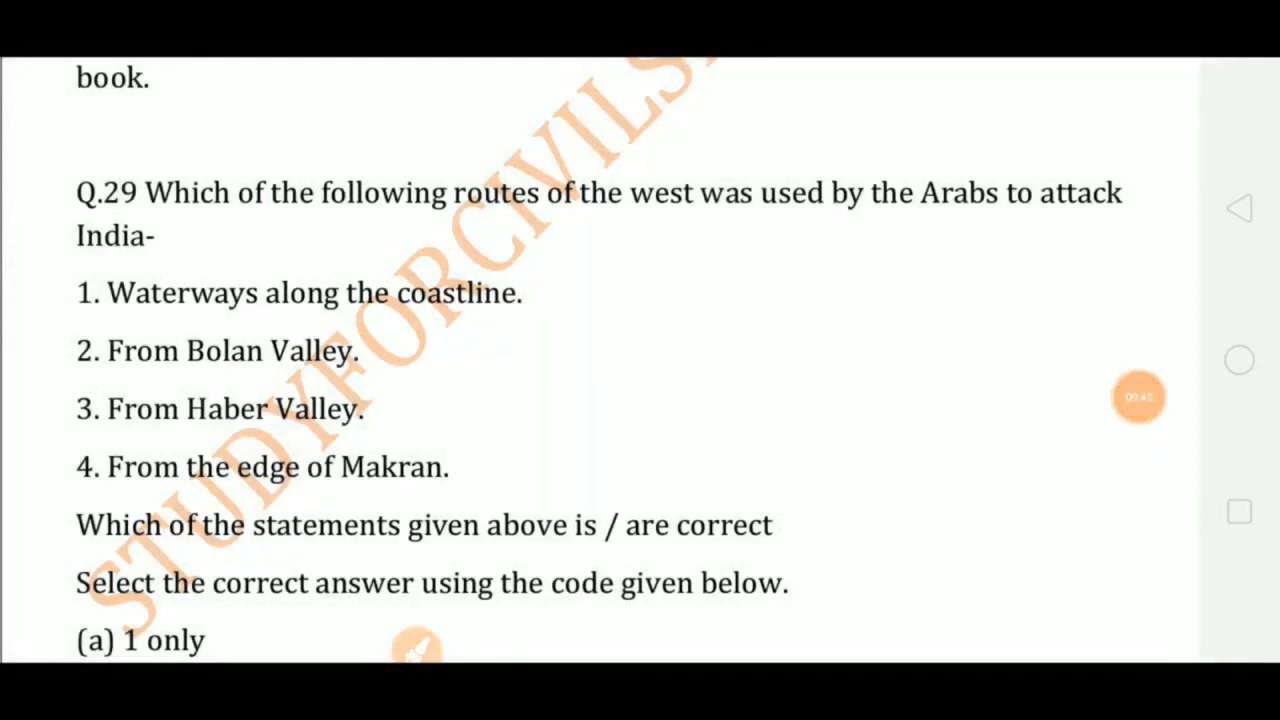 book.
Q.29 Which of the following routes of the west was used by the Arabs to attack
India-
1. Waterways along the coastline.
2. From Bolan Valley.
3. From Haber Valley.
4. From the edge of Makran.
Which of the statements given above is / are correct
Select the correct answer using the code given below.
(a) 1 only
STUDYFORCIVILS
09:45